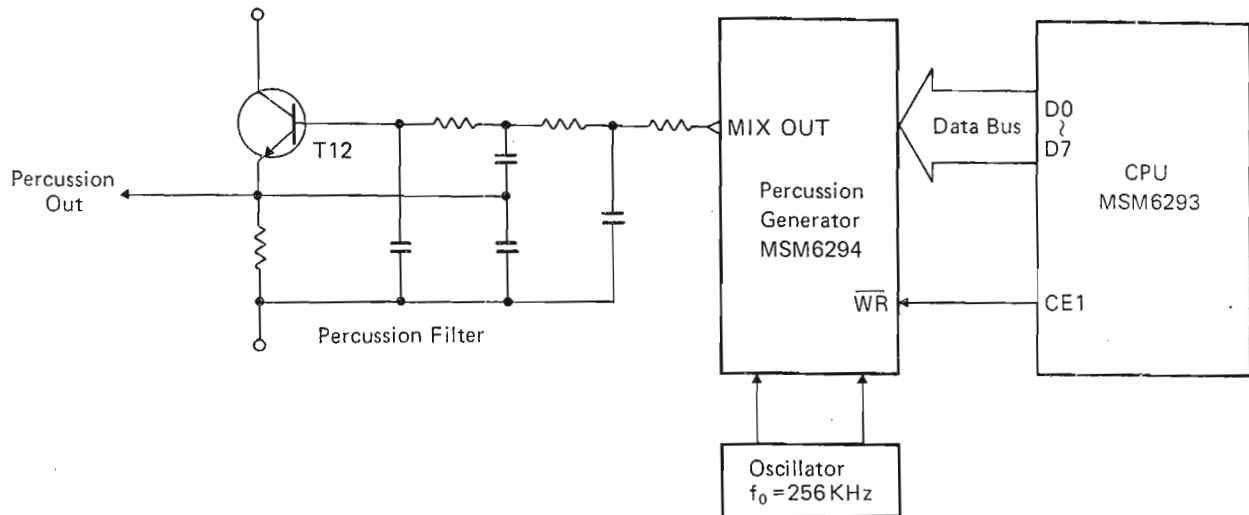 T12
Percussion
Out
Percussion Filter
MIX OUT
Percussion
Generator
MSM6294
WR
Data Bus
D0
~
D7
CPU
MSM6293
CE1
Oscillator
f₀ = 256 KHz